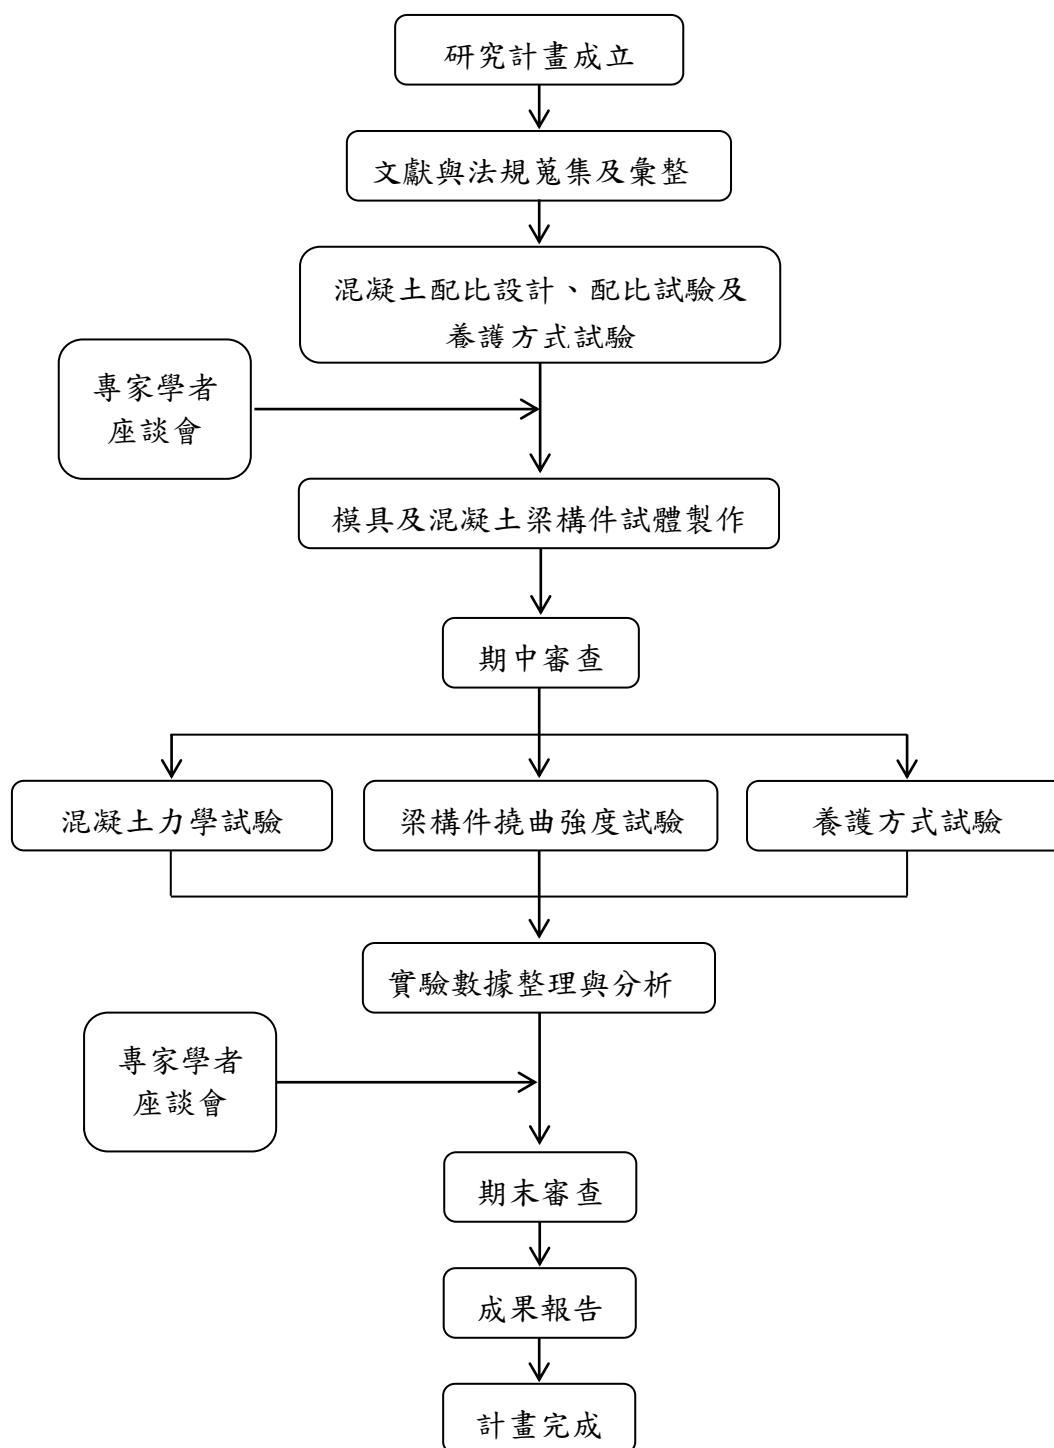 研究計畫成立
文獻與法規蒐集及彙整
混凝土配比設計、配比試驗及
養護方式試驗
專家學者
座談會
模具及混凝土梁構件試體製作
期中審查
混凝土力學試驗
梁構件撓曲強度試驗
養護方式試驗
實驗數據整理與分析
專家學者
座談會
期末審查
成果報告
計畫完成